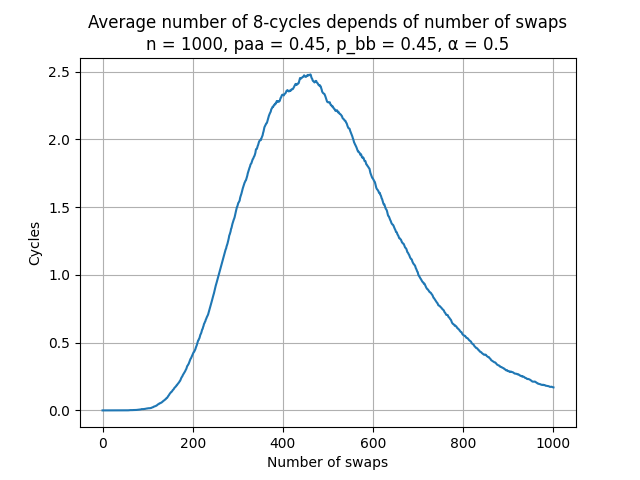 Average number of 8-cycles depends of number of swaps
n = 1000, paa = 0.45, p_bb = 0.45, α = 0.5
2.5
2.0
1.5
1.0
0.5
0.0
Cycles
0 200 400 600 800 1000
Number of swaps